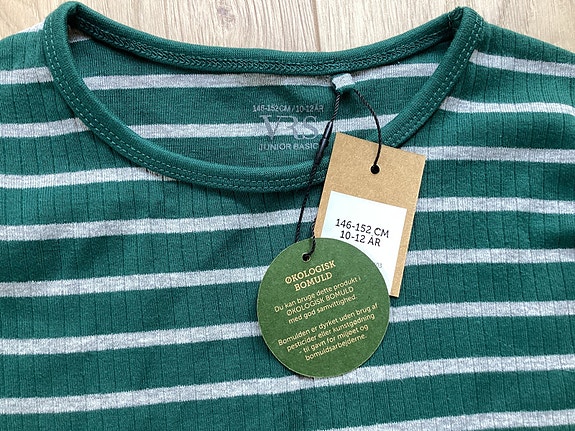 146-152 CM / 10-12 ÅR
VRS
JUNIOR BASIC
146-152 CM
10-12 ÅR
ØKOLOGISK
BOMULD
Du kan bruge dette produkt i
ØKOLOGISK BOMULD
med god samvittighed.
Bomulden er dyrket uden brug af
pesticider eller kunstgødning
- til gavn for miljøet og
bomuldsarbejderne.